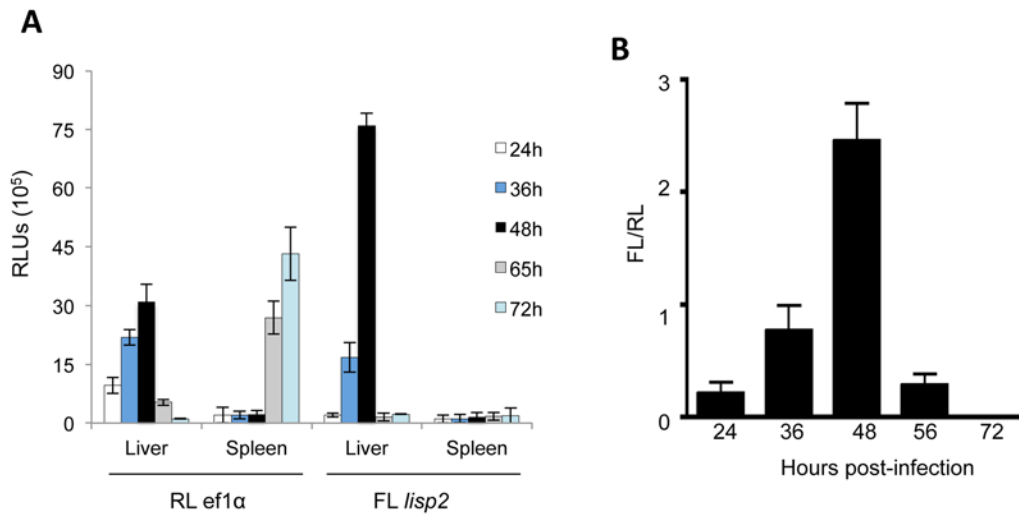 A
RLUs (10⁵)
90
75
60
45
30
15
0
24h
36h
48h
65h
72h
Liver Spleen Liver Spleen
RL ef1α FL lisp2
B
FL/RL
3
2
1
0
24 36 48 56 72
Hours post-infection